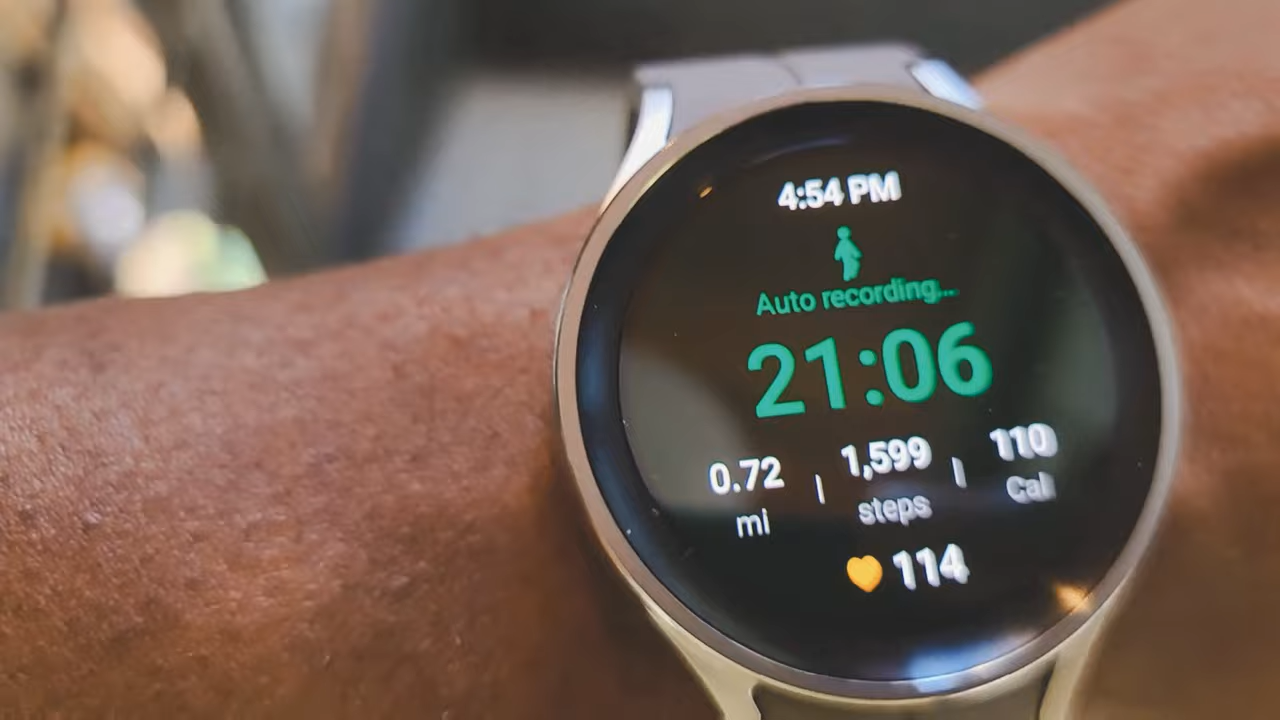 4:54 PM
Auto recording...
21:06
0.72 1,599 110
mi steps Cal
114